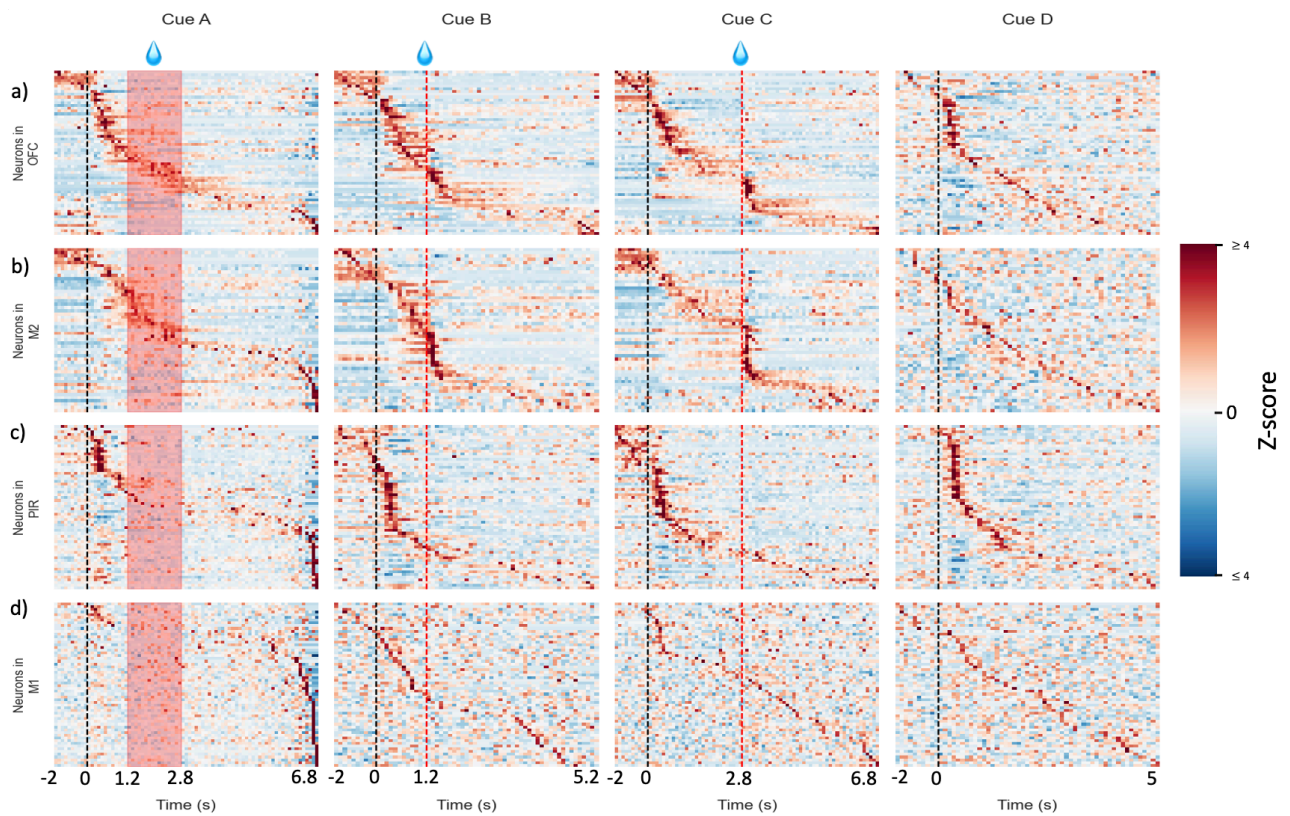 Cue A Cue B Cue C Cue D
a)
Neurons in
OFC
b)
Neurons in
M2
≥ 4
0
≤ 4
Z-score
c)
Neurons in
PIR
d)
Neurons in
M1
-2 0 1.2 2.8 6.8 -2 0 1.2 5.2 -2 0 2.8 6.8 -2 0 5
Time (s) Time (s) Time (s) Time (s)